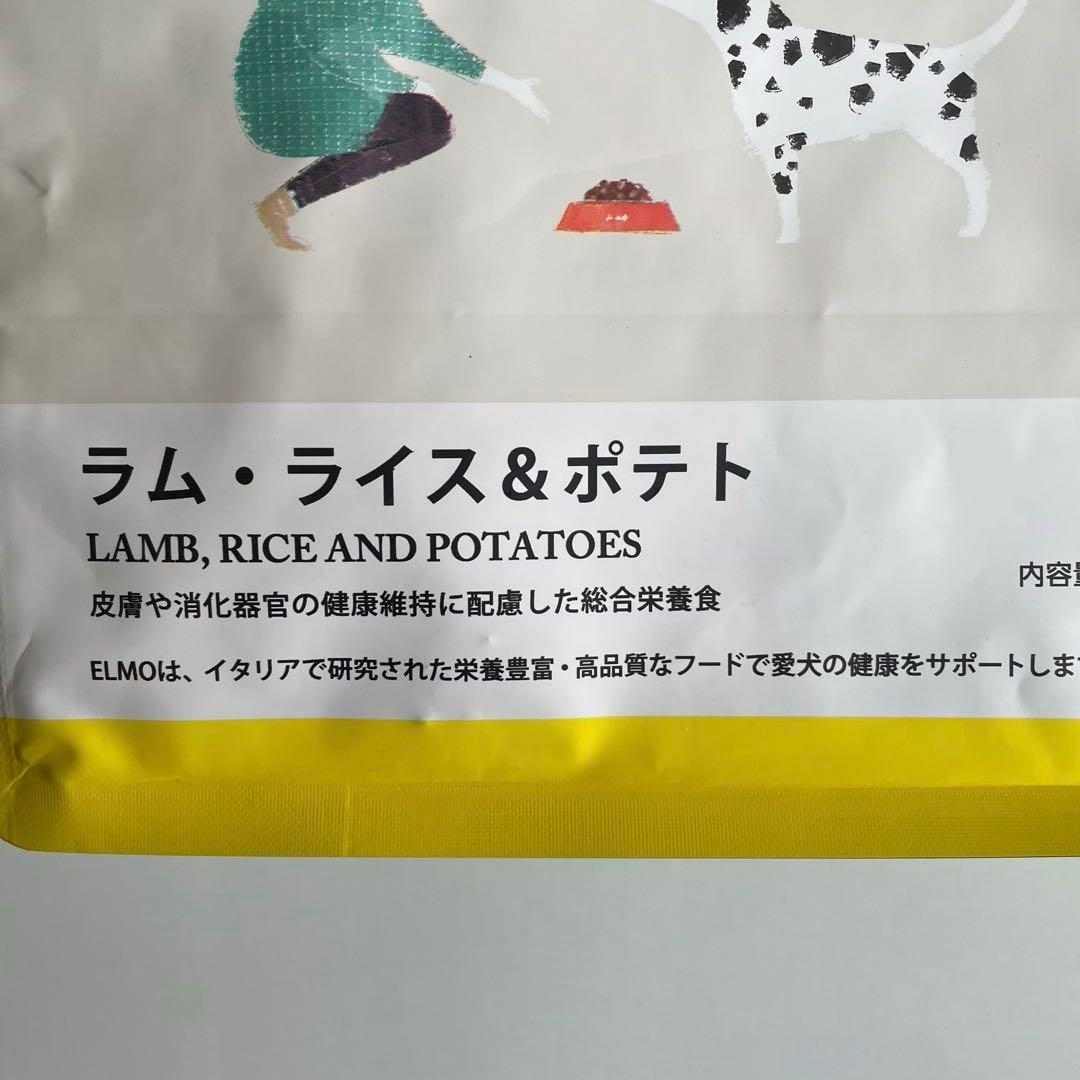 ラム・ライス&ポテト
LAMB, RICE AND POTATOES
内容量
皮膚や消化器官の健康維持に配慮した総合栄養食
ELMOは、イタリアで研究された栄養豊富・高品質なフードで愛犬の健康をサポートします